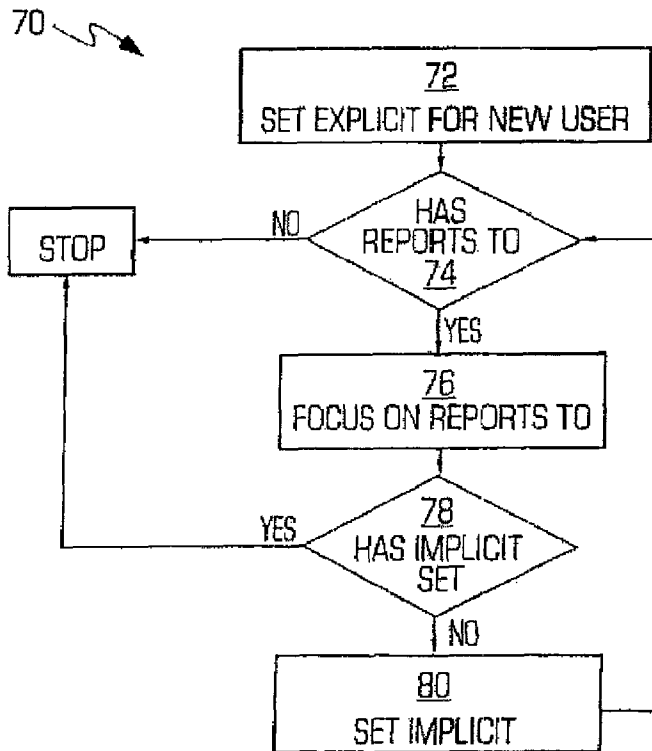 70
72
SET EXPLICIT FOR NEW USER
NO
HAS
REPORTS TO
74
STOP
YES
76
FOCUS ON REPORTS TO
YES
78
HAS IMPLICIT
SET
NO
80
SET IMPLICIT